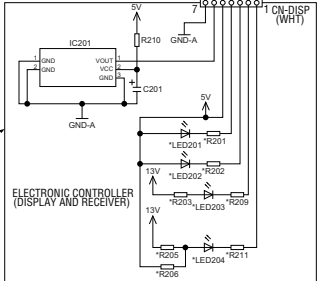 5V
7
1 CN-DISP
(WHT)
R210
GND-A
IC201
1 GND
2 GND
VOUT 1
VCC 2
GND 3
+
C201
GND-A
5V
*LED201
*R201
*LED202
*R202
13V
*R203
*LED203
*R209
ELECTRONIC CONTROLLER
(DISPLAY AND RECEIVER)
13V
*R205
*LED204
*R211
*R206